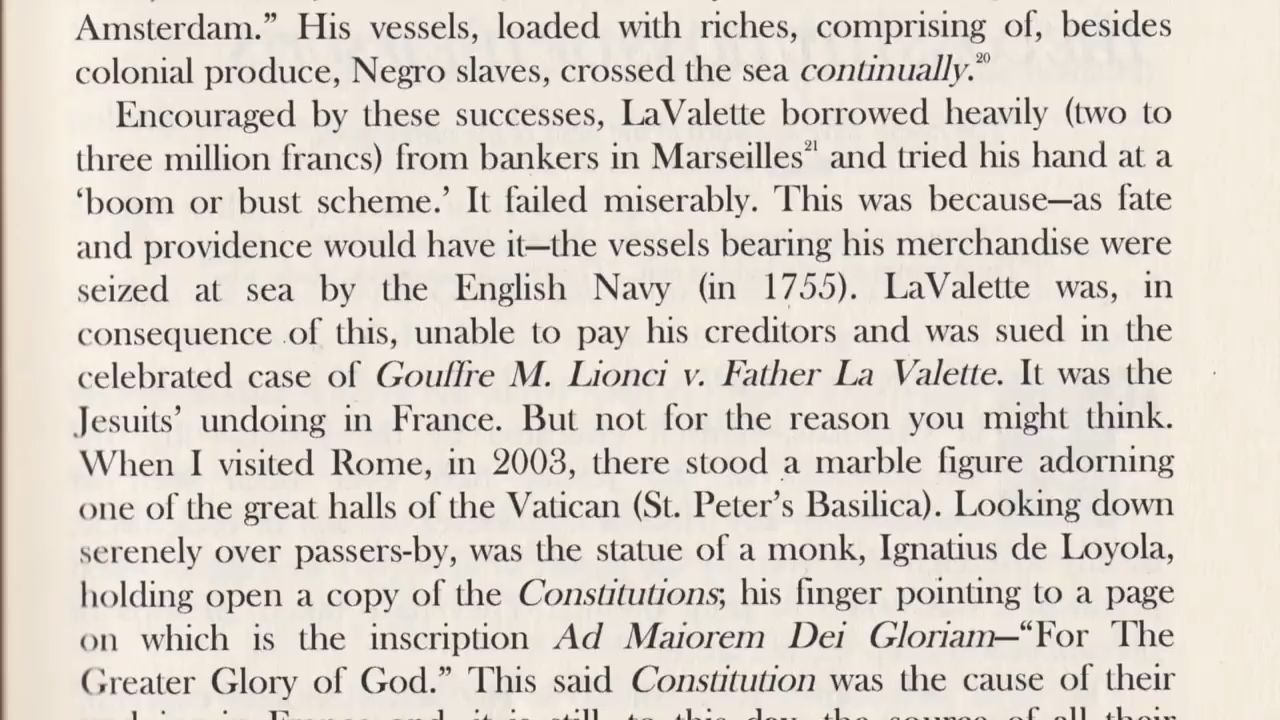 Amsterdam.” His vessels, loaded with riches, comprising of, besides
colonial produce, Negro slaves, crossed the sea continually.20
Encouraged by these successes, LaValette borrowed heavily (two to
three million francs) from bankers in Marseilles21 and tried his hand at a
‘boom or bust scheme.’ It failed miserably. This was because—as fate
and providence would have it—the vessels bearing his merchandise were
seized at sea by the English Navy (in 1755). LaValette was, in
consequence of this, unable to pay his creditors and was sued in the
celebrated case of Gouffre M. Lionci v. Father La Valette. It was the
Jesuits’ undoing in France. But not for the reason you might think.
When I visited Rome, in 2003, there stood a marble figure adorning
one of the great halls of the Vatican (St. Peter’s Basilica). Looking down
serenely over passers-by, was the statue of a monk, Ignatius de Loyola,
holding open a copy of the Constitutions; his finger pointing to a page
on which is the inscription Ad Maiorem Dei Gloriam—“For The
Greater Glory of God.” This said Constitution was the cause of their